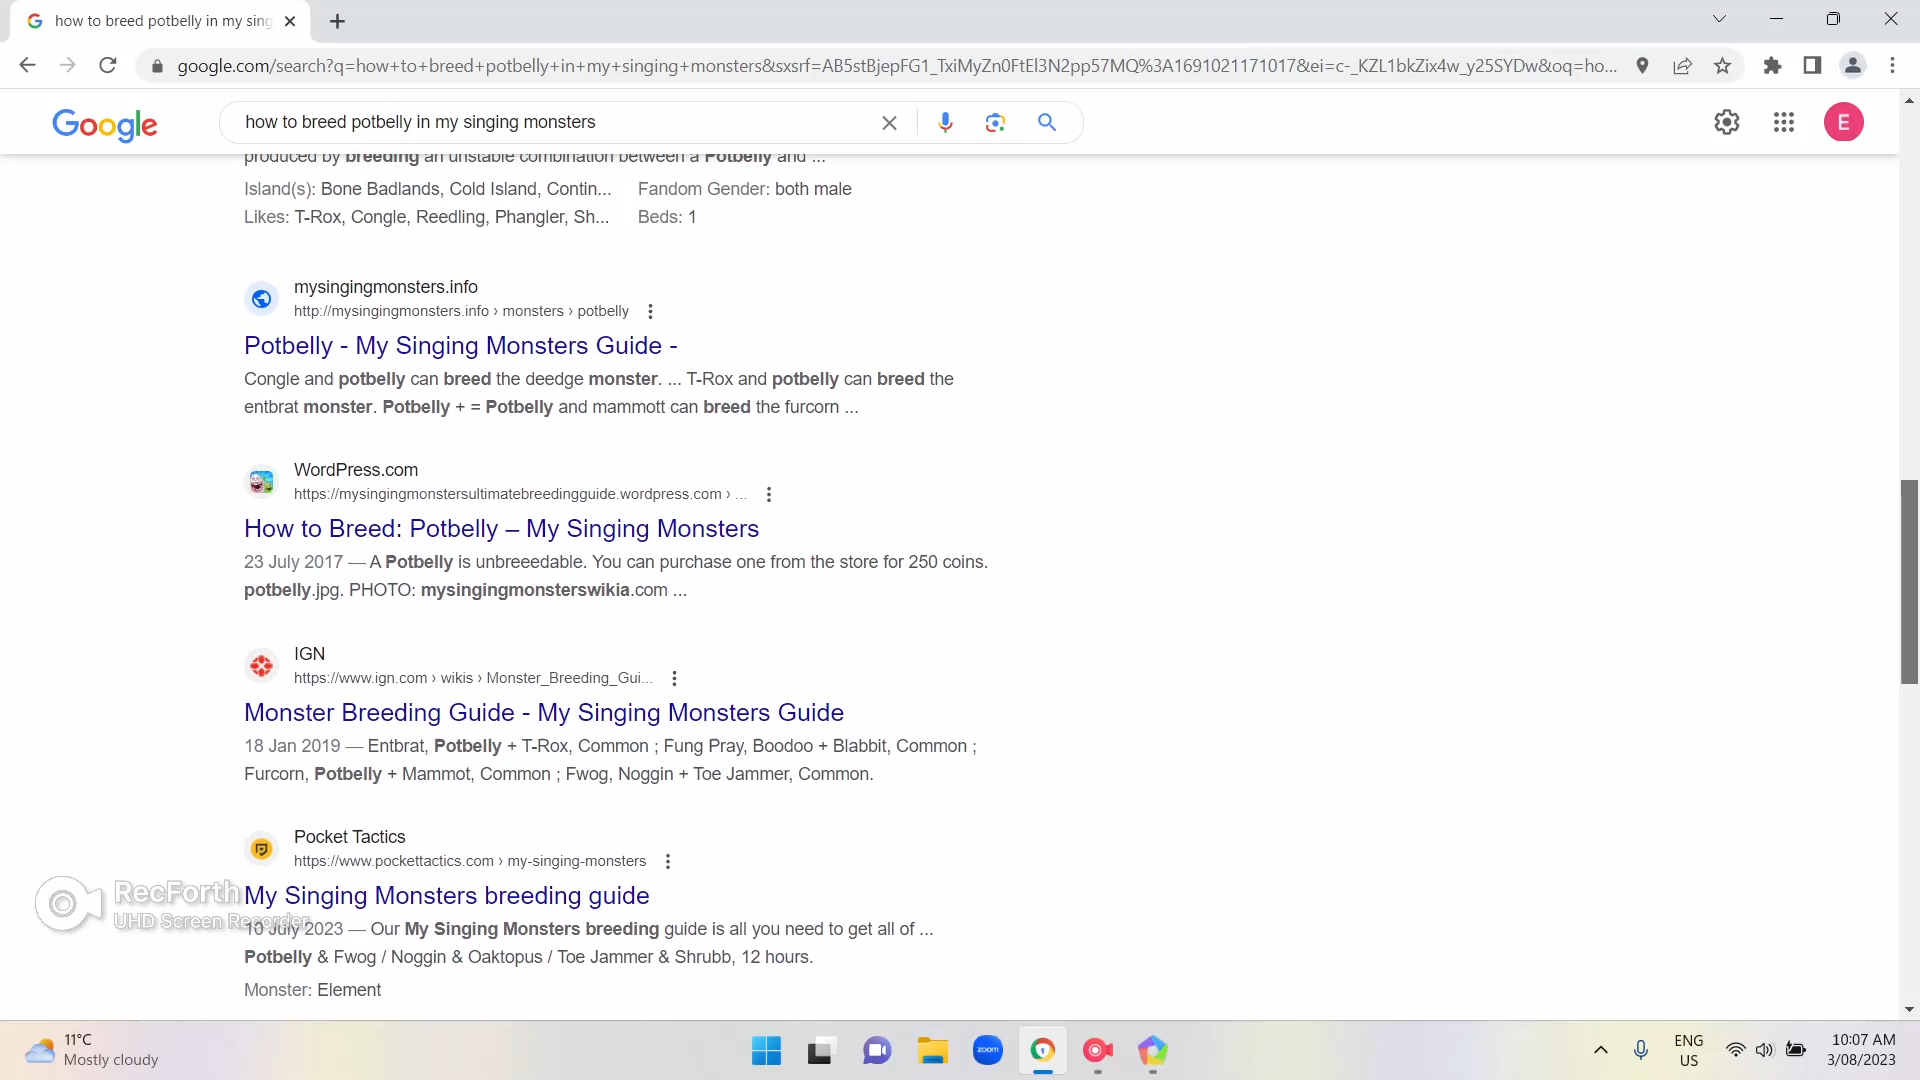 how to breed potbelly in my sing
google.com/search?q=how+to+breed+potbelly+in+my+singing+monsters&sxsrf=AB5stBjepFG1_TxiMyZn0FtEl3N2pp57MQ%3A1691021171017&ei=c-_KZL1bkZix4w_y25SYDw&oq=ho...
Google how to breed potbelly in my singing monsters E
produced by breeding an unstable combination between a Potbelly and ...
Island(s): Bone Badlands, Cold Island, Contin... Fandom Gender: both male
Likes: T-Rox, Congle, Reedling, Phangler, Sh... Beds: 1
mysingingmonsters.info
http://mysingingmonsters.info › monsters › potbelly
Potbelly - My Singing Monsters Guide -
Congle and potbelly can breed the deedge monster. ... T-Rox and potbelly can breed the
entbrat monster. Potbelly + = Potbelly and mammott can breed the furcorn ...
WordPress.com
https://mysingingmonstersultimatebreedingguide.wordpress.com › ...
How to Breed: Potbelly – My Singing Monsters
23 July 2017 — A Potbelly is unbreeedable. You can purchase one from the store for 250 coins.
potbelly.jpg. PHOTO: mysingingmonsterswikia.com ...
IGN
https://www.ign.com › wikis › Monster_Breeding_Gui...
Monster Breeding Guide - My Singing Monsters Guide
18 Jan 2019 — Entbrat, Potbelly + T-Rox, Common ; Fung Pray, Boodoo + Blabbit, Common ;
Furcorn, Potbelly + Mammot, Common ; Fwog, Noggin + Toe Jammer, Common.
Pocket Tactics
https://www.pockettactics.com › my-singing-monsters
RecForth
UHD Screen Recorder
My Singing Monsters breeding guide
10 July 2023 — Our My Singing Monsters breeding guide is all you need to get all of ...
Potbelly & Fwog / Noggin & Oaktopus / Toe Jammer & Shrubb, 12 hours.
Monster: Element
11°C
Mostly cloudy
zoom
ENG
US
10:07 AM
3/08/2023